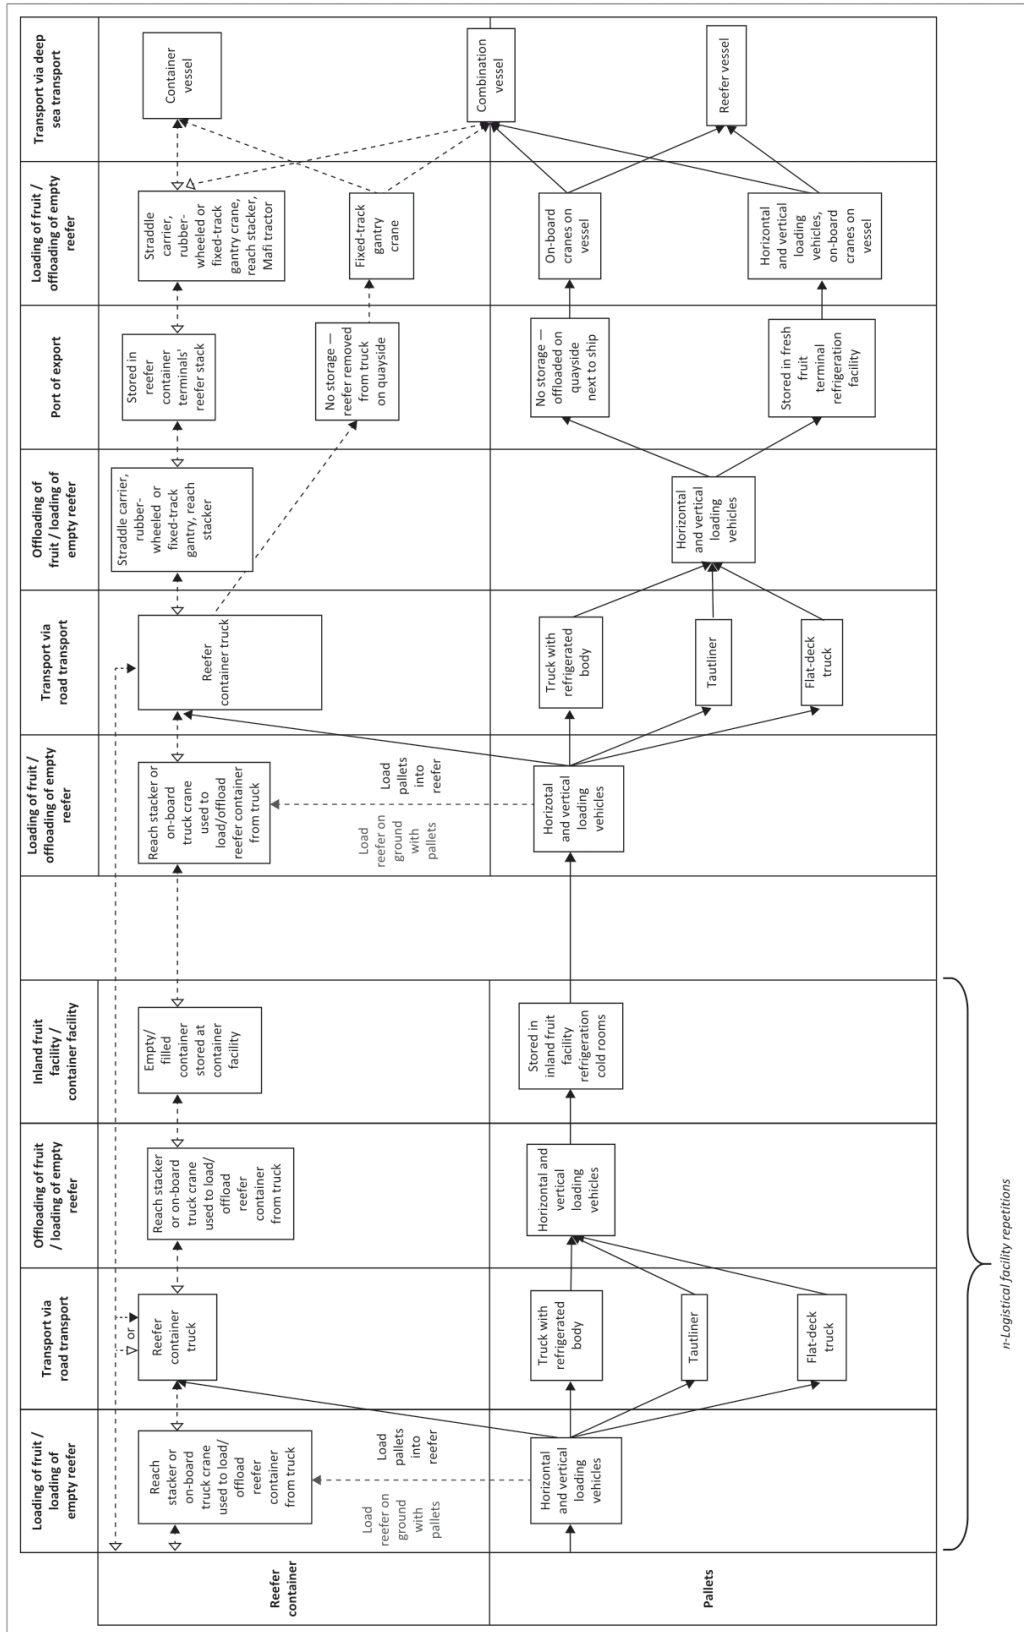 Loading of fruit /
loading of
empty reefer
Transport via
road transport
Offloading of fruit
/ loading of empty
reefer
Inland fruit
facility /
container facility
Loading of fruit /
offloading of empty
reefer
Transport via
road transport
Offloading of
fruit / loading of
empty reefer
Port of export
Loading of fruit /
offloading of empty
reefer
Transport via deep
sea transport
Reefer
container
Reach
stacker or
on-board
truck crane
used to load/
offload
reefer
container
from truck
or
Reefer
container
truck
Reach stacker
or on-board
truck crane
used to load/
offload
reefer
container
from truck
Empty/
filled
container
stored at
container
facility
Reach stacker or
on-board
truck crane
used to
load/offload
reefer container
from truck
Reefer
container truck
Straddle carrier,
rubber-
wheeled or
fixed-track
gantry, reach
stacker
Stored in
reefer
container
terminals'
reefer stack
Straddle
carrier,
rubber-
wheeled or
fixed-track
gantry crane,
reach stacker,
Mafi tractor
Container
vessel
No storage —
reefer removed
from truck
on quayside
Fixed-track
gantry
crane
Load
reefer on
ground
with
pallets
Load
pallets
into
reefer
Load
reefer on
ground
with
pallets
Load
pallets
into
reefer
Combination
vessel
Pallets
Horizontal
and vertical
loading
vehicles
Truck with
refrigerated
body
Tautliner
Flat-deck
truck
Horizontal and
vertical
loading
vehicles
Stored in
inland fruit
facility
refrigeration
cold rooms
Horizotal
and vertical
loading
vehicles
Truck with
refrigerated
body
Tautliner
Flat-deck
truck
Horizontal
and vertical
loading
vehicles
No storage —
offloaded on
quayside
next to ship
Stored in fresh
fruit
terminal
refrigeration
facility
On-board
cranes on
vessel
Horizontal
and vertical
loading
vehicles,
on-board
cranes on
vessel
Reefer vessel
n-Logistical facility repetitions